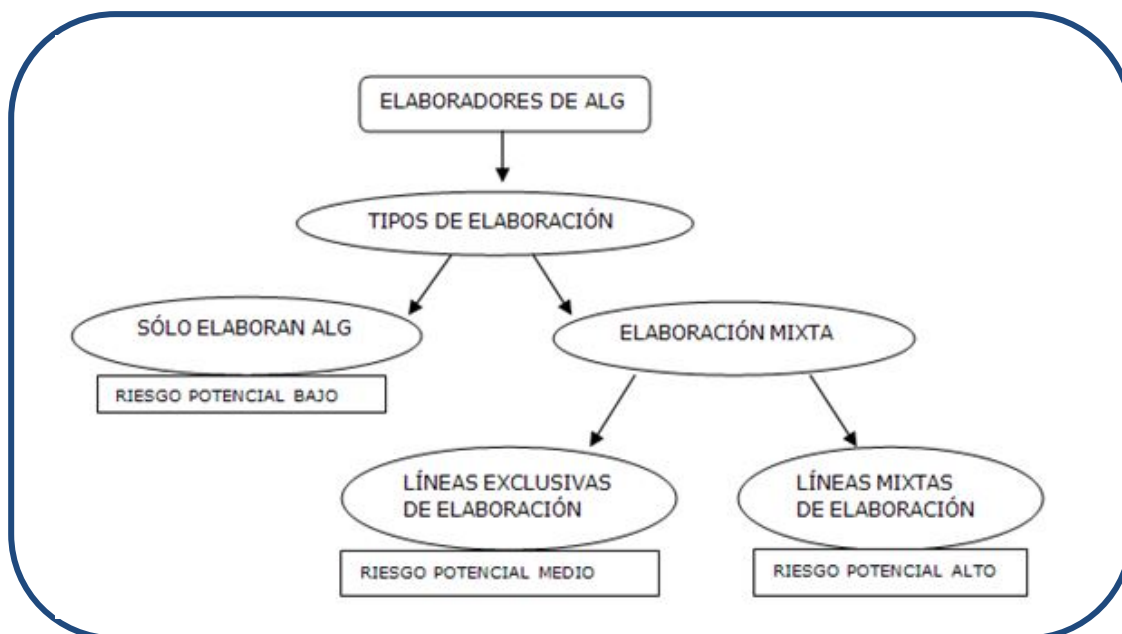 ELABORADORES DE ALG
TIPOS DE ELABORACIÓN
SÓLO ELABORAN ALG
RIESGO POTENCIAL BAJO
ELABORACIÓN MIXTA
LÍNEAS EXCLUSIVAS
DE ELABORACIÓN
RIESGO POTENCIAL MEDIO
LÍNEAS MIXTAS
DE ELABORACIÓN
RIESGO POTENCIAL ALTO